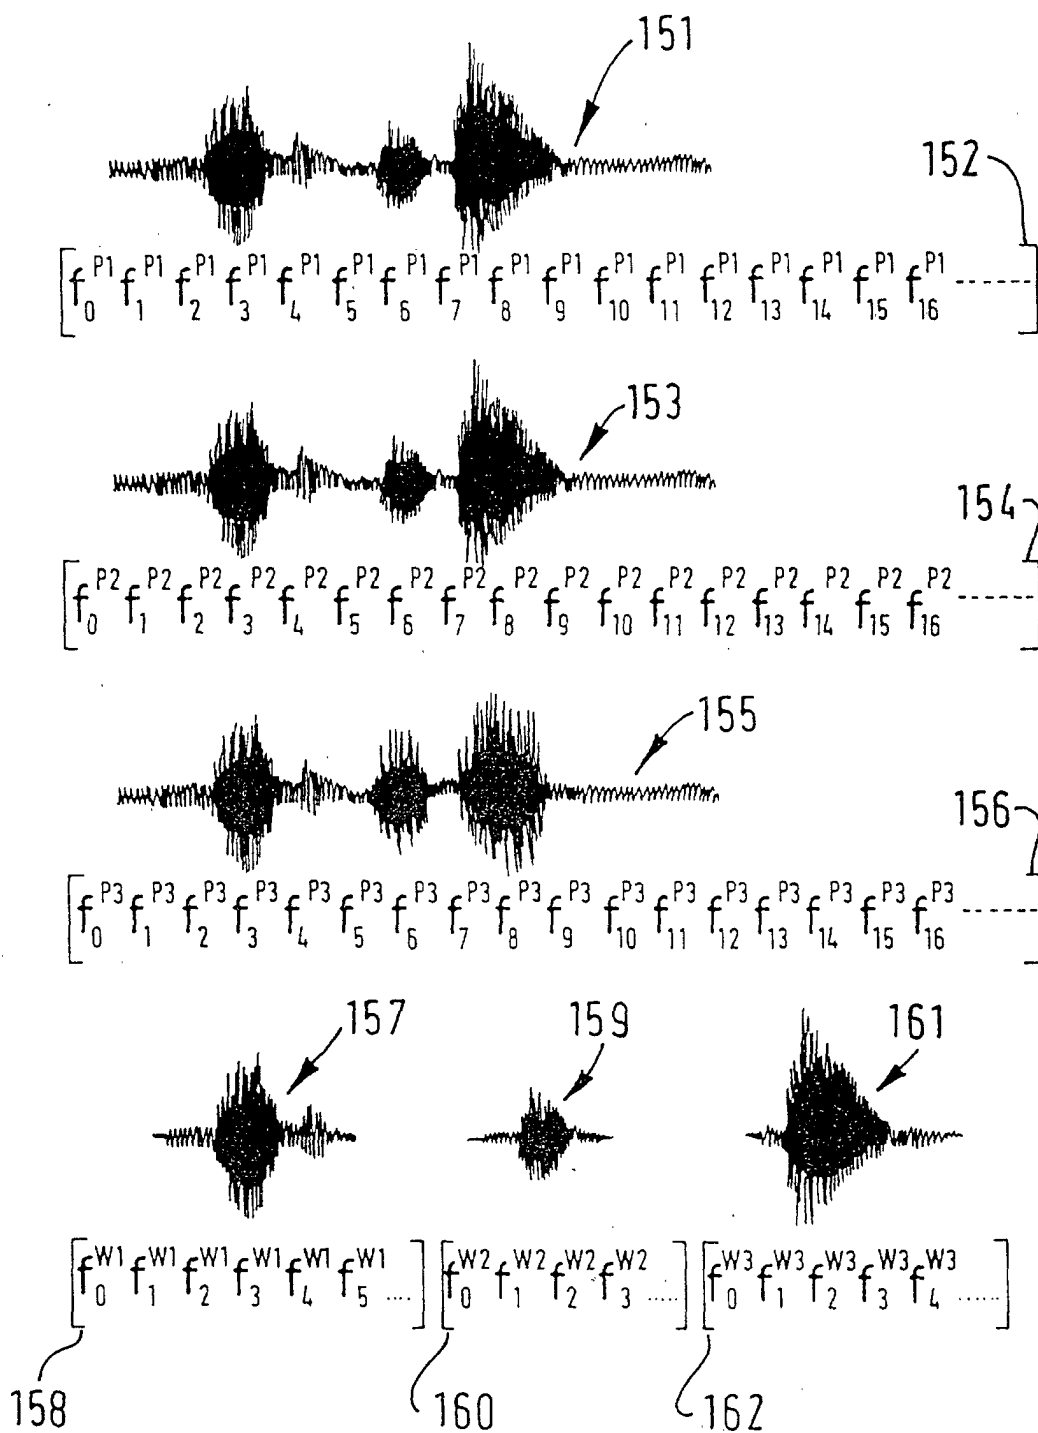 151
152
[f₀ᴾ¹ f₁ᴾ¹ f₂ᴾ¹ f₃ᴾ¹ f₄ᴾ¹ f₅ᴾ¹ f₆ᴾ¹ f₇ᴾ¹ f₈ᴾ¹ f₉ᴾ¹ f₁₀ᴾ¹ f₁₁ᴾ¹ f₁₂ᴾ¹ f₁₃ᴾ¹ f₁₄ᴾ¹ f₁₅ᴾ¹ f₁₆ᴾ¹ -------]
153
154
[f₀ᴾ² f₁ᴾ² f₂ᴾ² f₃ᴾ² f₄ᴾ² f₅ᴾ² f₆ᴾ² f₇ᴾ² f₈ᴾ² f₉ᴾ² f₁₀ᴾ² f₁₁ᴾ² f₁₂ᴾ² f₁₃ᴾ² f₁₄ᴾ² f₁₅ᴾ² f₁₆ᴾ² -------]
155
156
[f₀ᴾ³ f₁ᴾ³ f₂ᴾ³ f₃ᴾ³ f₄ᴾ³ f₅ᴾ³ f₆ᴾ³ f₇ᴾ³ f₈ᴾ³ f₉ᴾ³ f₁₀ᴾ³ f₁₁ᴾ³ f₁₂ᴾ³ f₁₃ᴾ³ f₁₄ᴾ³ f₁₅ᴾ³ f₁₆ᴾ³ -------]
157 159 161
[f₀ᵂ¹ f₁ᵂ¹ f₂ᵂ¹ f₃ᵂ¹ f₄ᵂ¹ f₅ᵂ¹ ....] [f₀ᵂ² f₁ᵂ² f₂ᵂ² f₃ᵂ² .....] [f₀ᵂ³ f₁ᵂ³ f₂ᵂ³ f₃ᵂ³ f₄ᵂ³ ......]
158 160 162